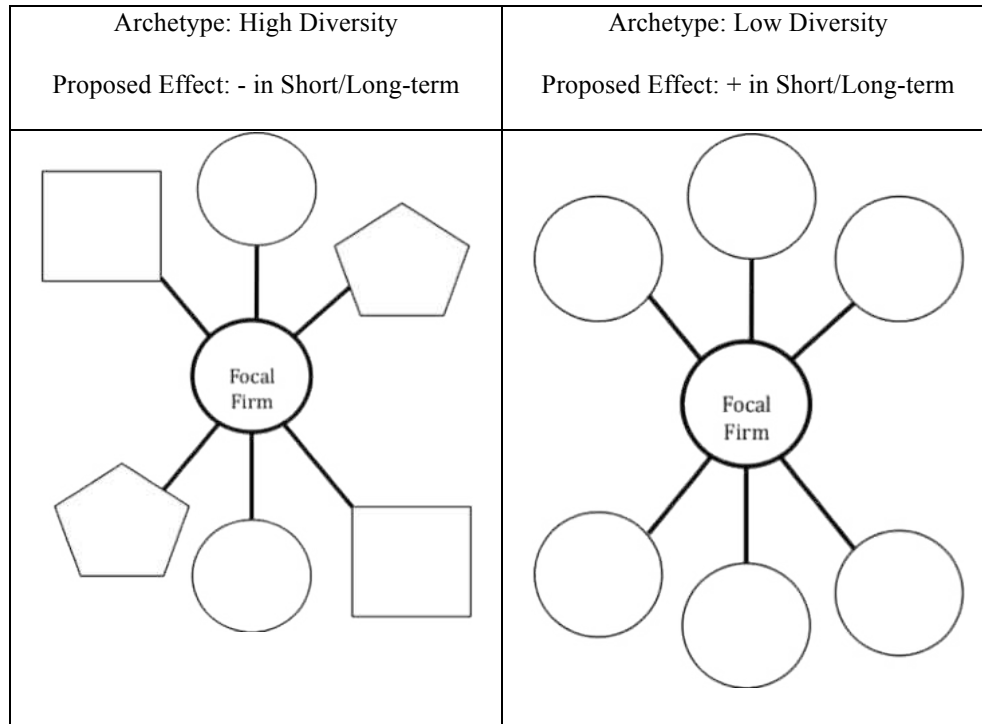 Archetype: High Diversity
Proposed Effect: - in Short/Long-term
Archetype: Low Diversity
Proposed Effect: + in Short/Long-term
Focal
Firm
Focal
Firm